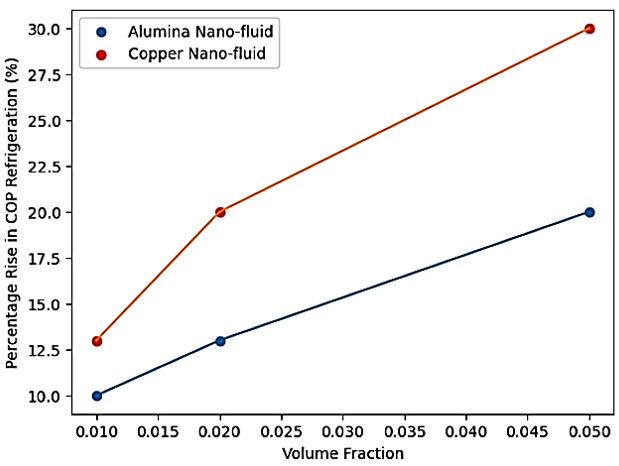 Alumina Nano-fluid
Copper Nano-fluid
Percentage Rise in COP Refrigeration (%)
30.0
27.5
25.0
22.5
20.0
17.5
15.0
12.5
10.0
0.010 0.015 0.020 0.025 0.030 0.035 0.040 0.045 0.050
Volume Fraction